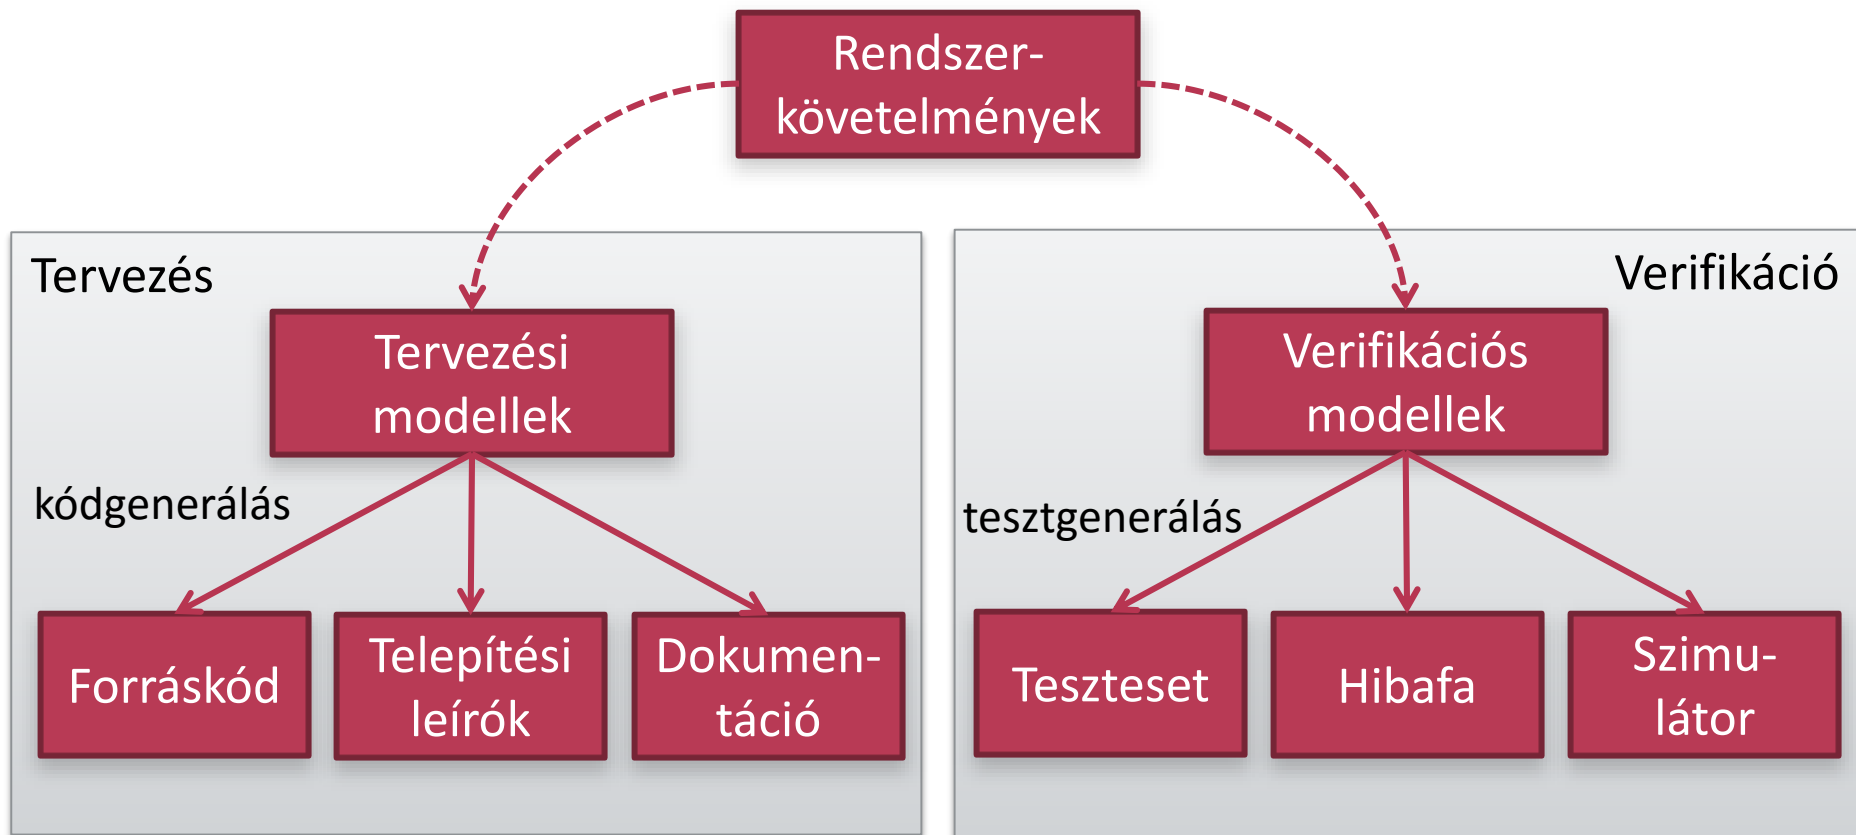 Rendszer-
követelmények
Tervezés
Tervezési
modellek
kódgenerálás
Forráskód
Telepítési
leírók
Dokumen-
táció
Verifikáció
Verifikációs
modellek
tesztgenerálás
Teszteset
Hibafa
Szimu-
látor